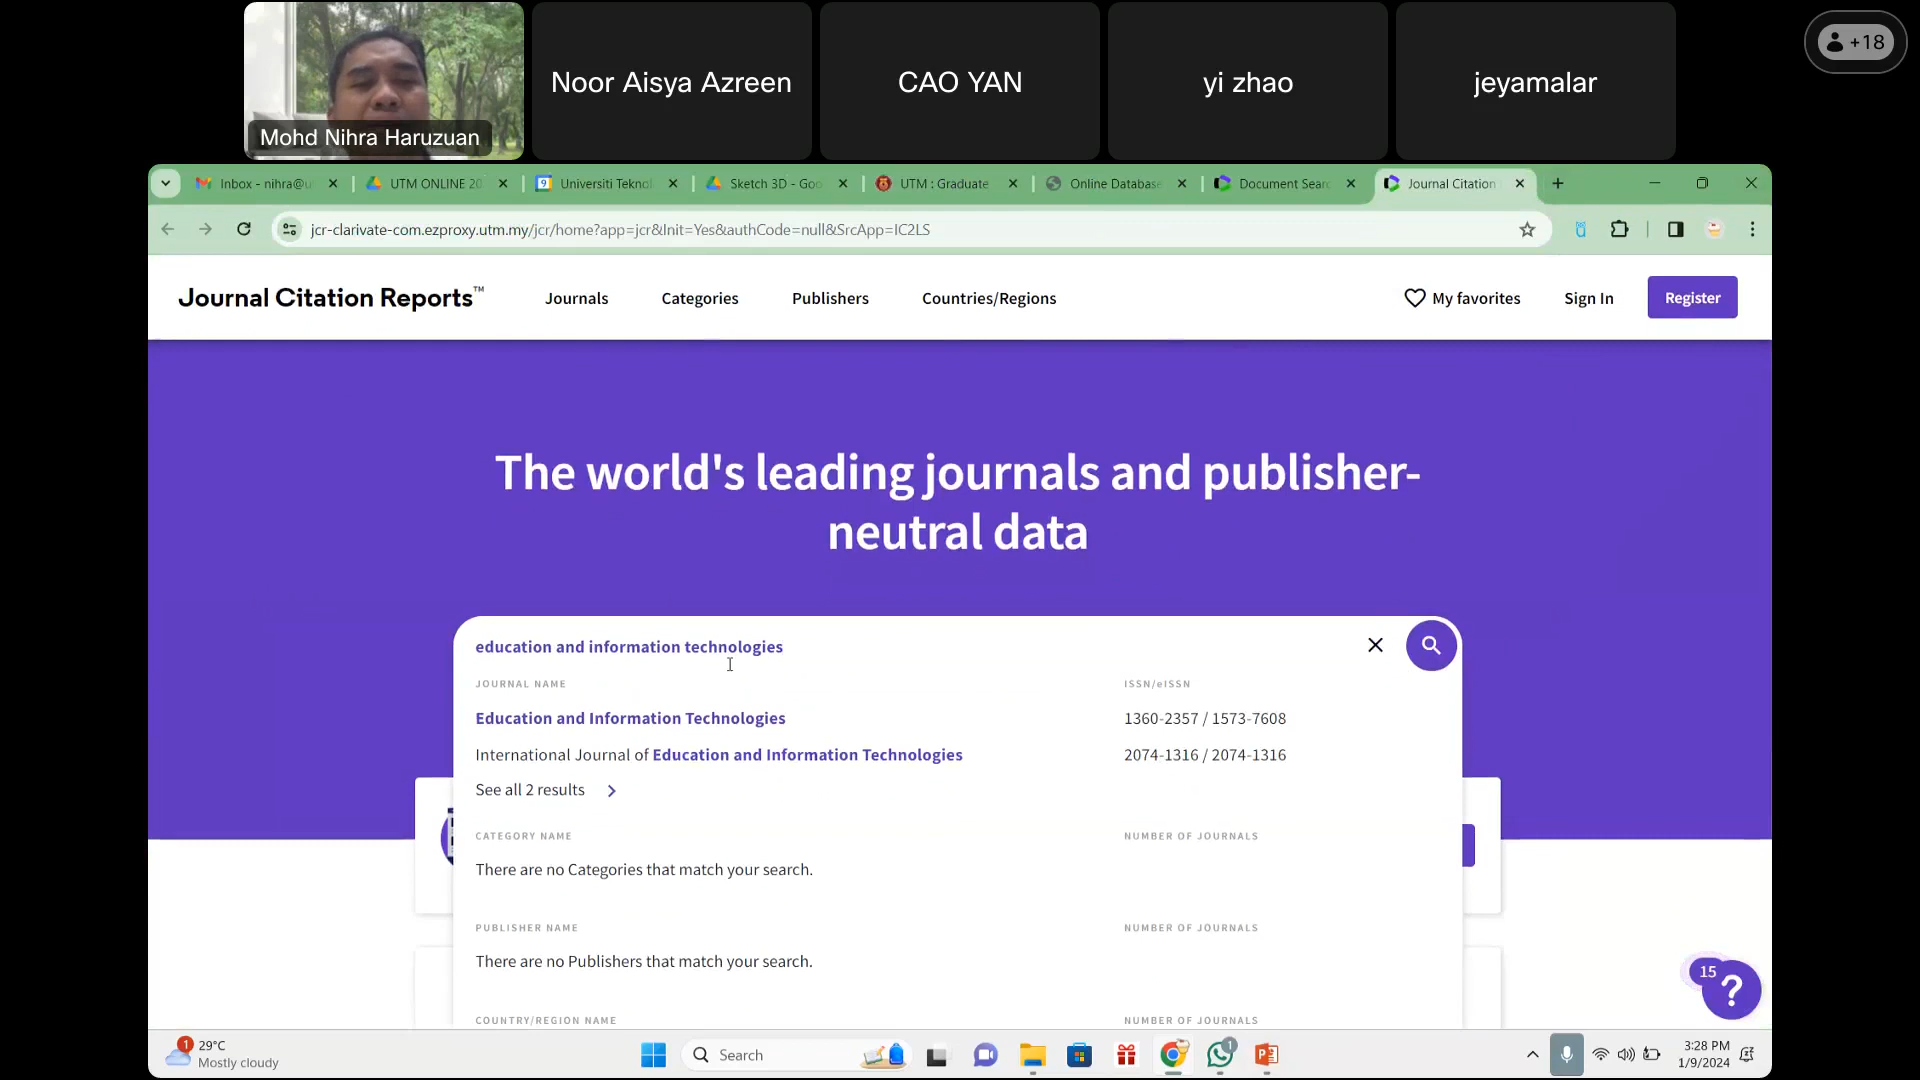 Mohd Nihra Haruzuan
Noor Aisya Azreen
CAO YAN
yi zhao
jeyamalar
+18
Inbox - nihra@u
UTM ONLINE 20
9
Universiti Teknol
Sketch 3D - Goo
UTM : Graduate
Online Database
Document Searc
Journal Citation
jcr-clarivate-com.ezproxy.utm.my/jcr/home?app=jcr&Init=Yes&authCode=null&SrcApp=IC2LS
Journal Citation Reports™
Journals
Categories
Publishers
Countries/Regions
My favorites
Sign In
Register
The world's leading journals and publisher-
neutral data
education and information technologies
JOURNAL NAME
ISSN/eISSN
Education and Information Technologies
1360-2357 / 1573-7608
International Journal of Education and Information Technologies
2074-1316 / 2074-1316
See all 2 results
CATEGORY NAME
NUMBER OF JOURNALS
There are no Categories that match your search.
PUBLISHER NAME
NUMBER OF JOURNALS
There are no Publishers that match your search.
COUNTRY/REGION NAME
NUMBER OF JOURNALS
15
?
1
29°C
Mostly cloudy
Search
1
3:28 PM
1/9/2024